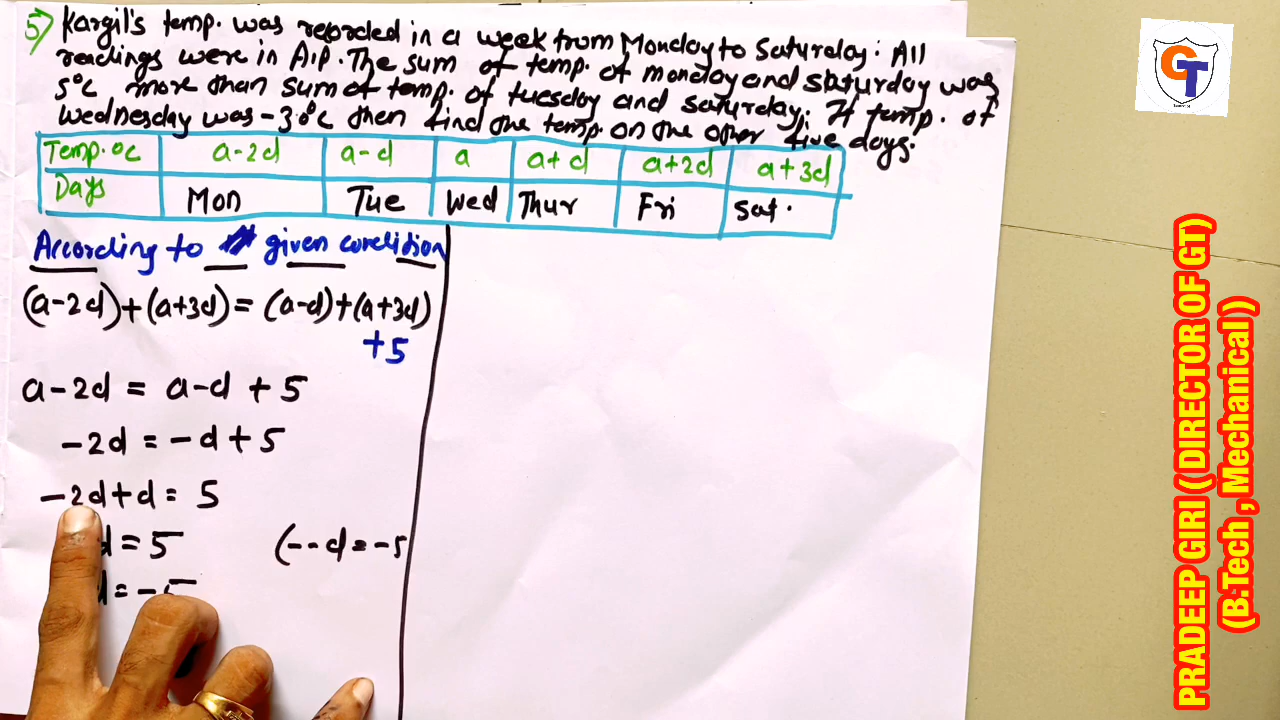 5) Kargil's temp. was recorded in a week from Monday to Saturday. All
readings were in A.P. The sum of temp. of monday and saturday was
5°C more than sum of temp. of tuesday and saturday. If temp. of
Wednesday was -30°C then find the temp. on the other five days.
Temp. °C a-2d a-d a a+d a+2d a+3d
Days Mon Tue Wed Thur Fri Sat.
According to given condition
(a-2d)+(a+3d) = (a-d)+(a+3d)
+5
a-2d = a-d + 5
-2d = -d + 5
-2d+d = 5
d = 5 (--d = -5
d = -5
GT
PRADEEP GIRI (( DIRECTOR OF GT)
(B.Tech , Mechanical )